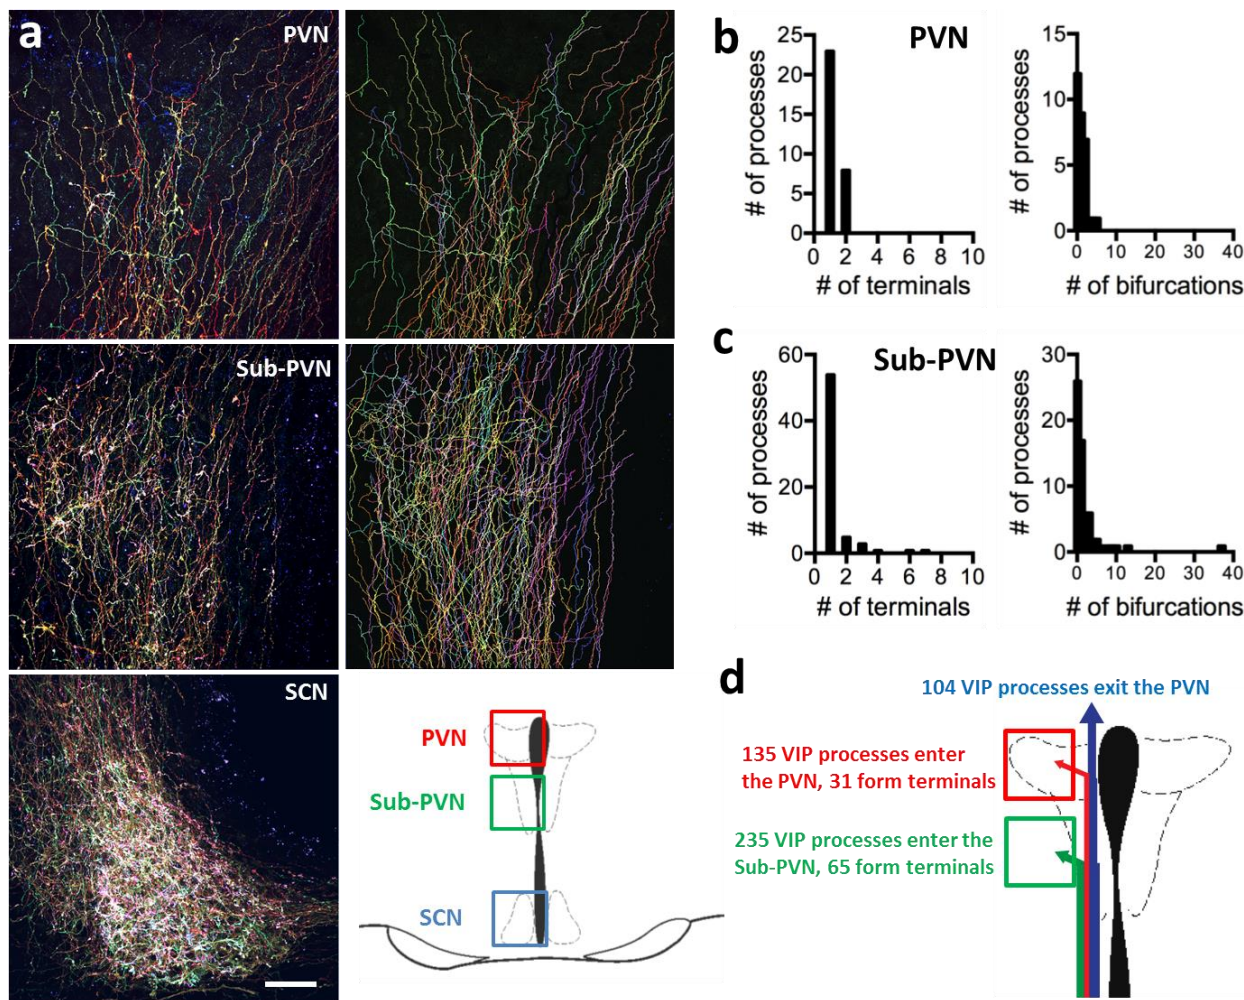 a
PVN
Sub-PVN
SCN
PVN
Sub-PVN
SCN
b
PVN
# of processes
25
20
15
10
5
0
0 2 4 6 8 10
# of terminals
# of processes
15
10
5
0
0 10 20 30 40
# of bifurcations
c
Sub-PVN
# of processes
60
40
20
0
0 2 4 6 8 10
# of terminals
# of processes
30
20
10
0
0 10 20 30 40
# of bifurcations
d
104 VIP processes exit the PVN
135 VIP processes enter
the PVN, 31 form terminals
235 VIP processes enter the
Sub-PVN, 65 form terminals